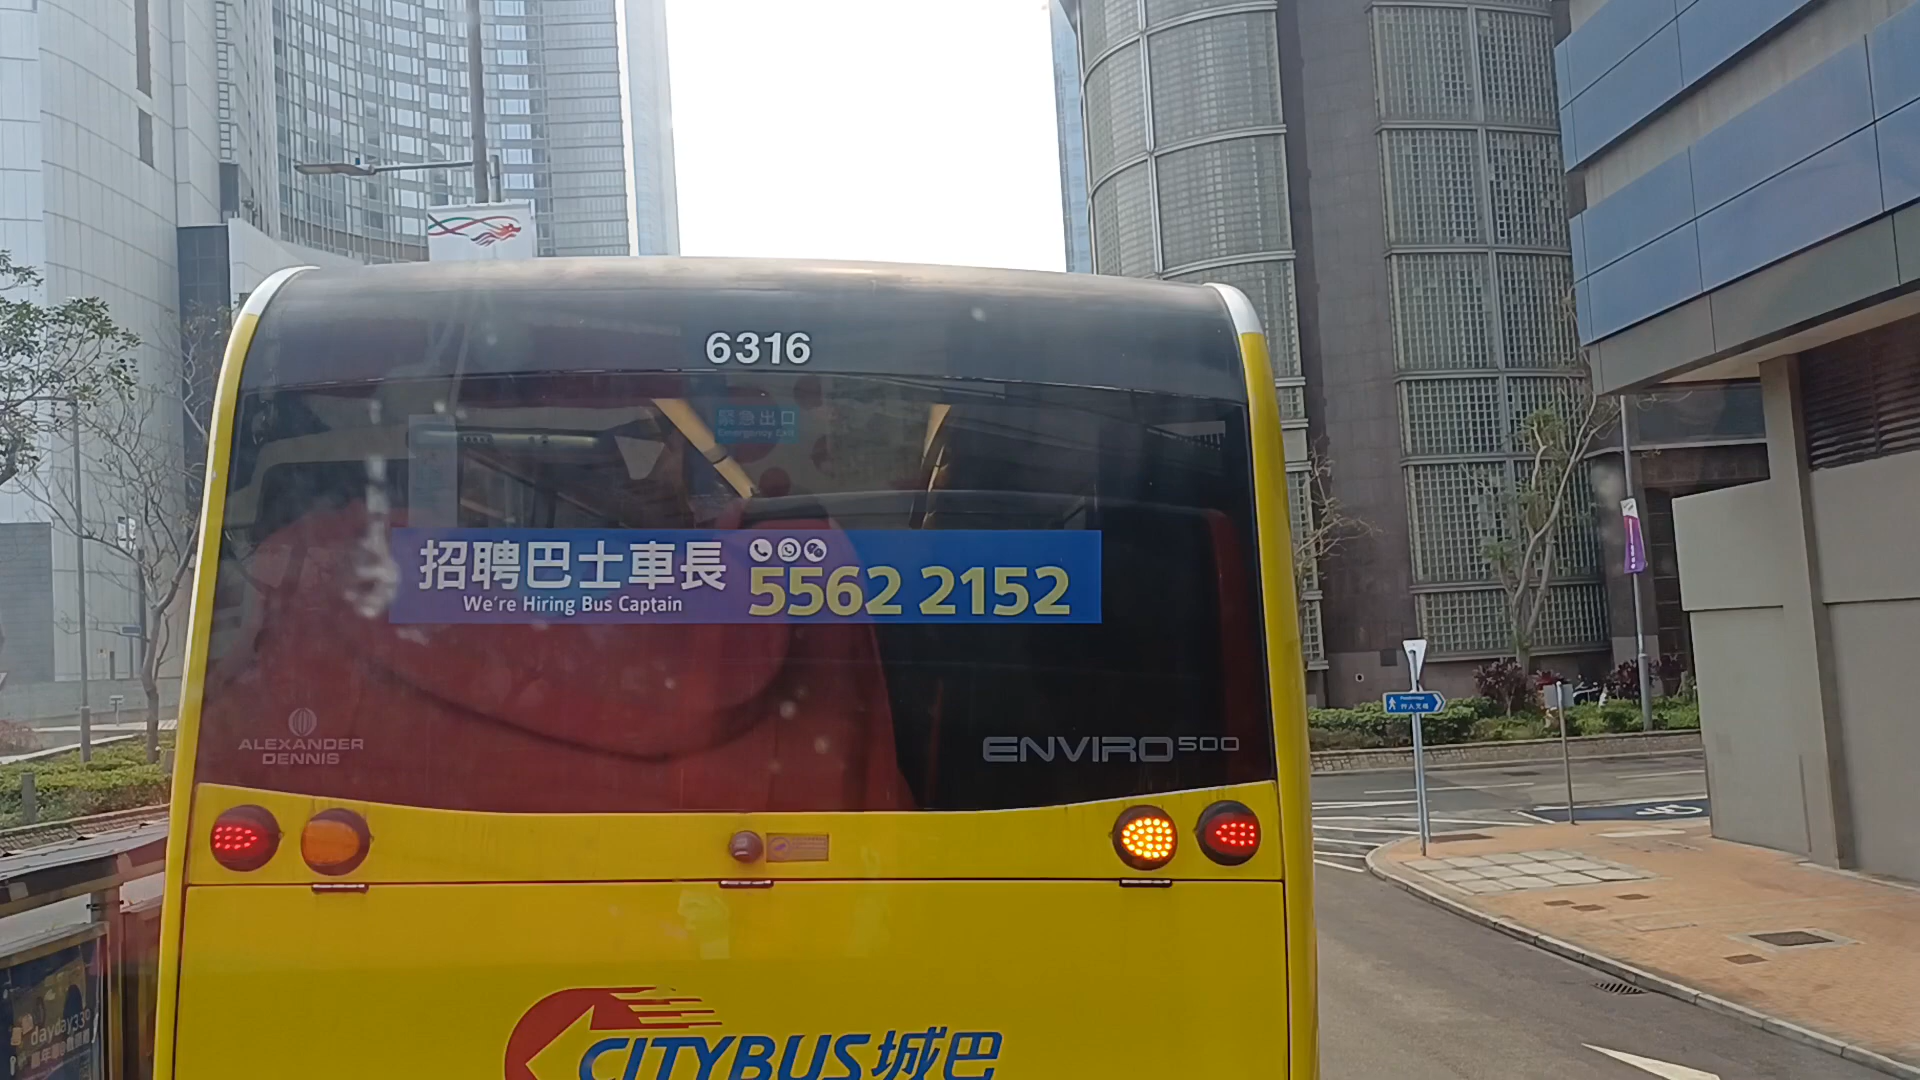 6316
緊急出口
Emergency Exit
招聘巴士車長
We're Hiring Bus Captain
5562 2152
ALEXANDER
DENNIS
ENVIRO500
CITYBUS城巴
dayday330